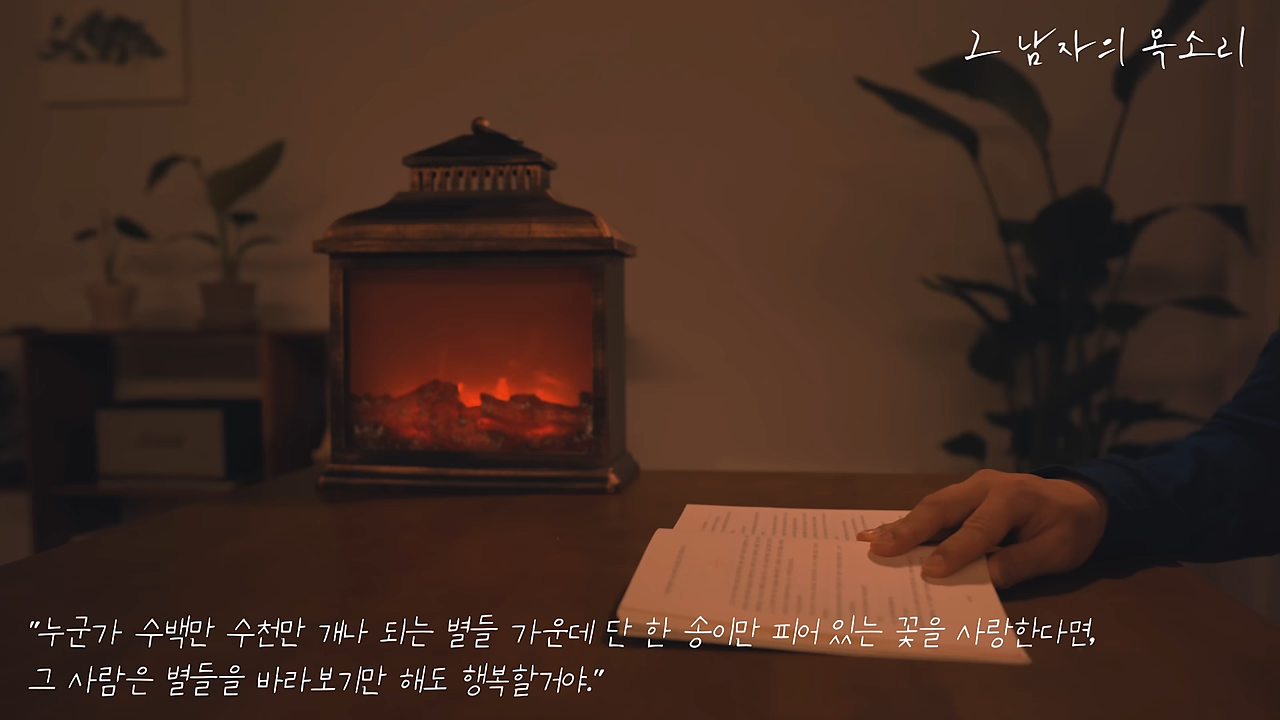 그 남자의 목소리
"누군가 수백만 수천만 개나 되는 별들 가운데 단 한 송이만 피어 있는 꽃을 사랑한다면,
그 사람은 별들을 바라보기만 해도 행복할거야."